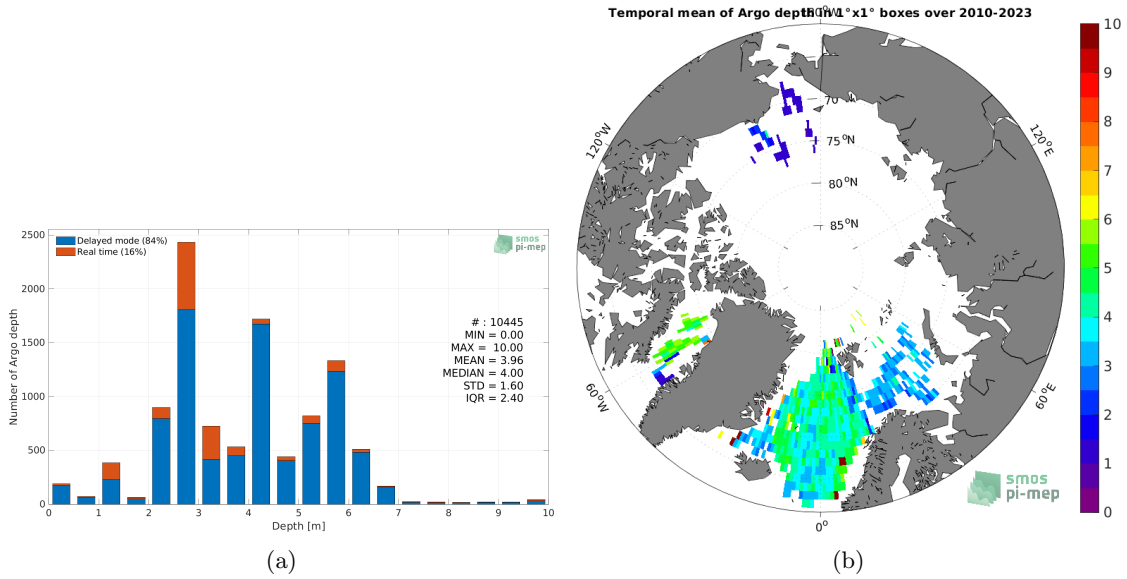 Delayed mode (84%)
Real time (16%)
smos
pi-mep
2500
2000
1500
1000
500
0
Number of Argo depth
# : 10445
MIN = 0.00
MAX = 10.00
MEAN = 3.96
MEDIAN = 4.00
STD = 1.60
IQR = 2.40
0 1 2 3 4 5 6 7 8 9 10
Depth [m]
(a)
Temporal mean of Argo depth in 1°x1° boxes over 2010-2023
120°W
120°E
60°W
60°E
0°
75°N
80°N
85°N
10
9
8
7
6
5
4
3
2
1
0
smos
pi-mep
(b)